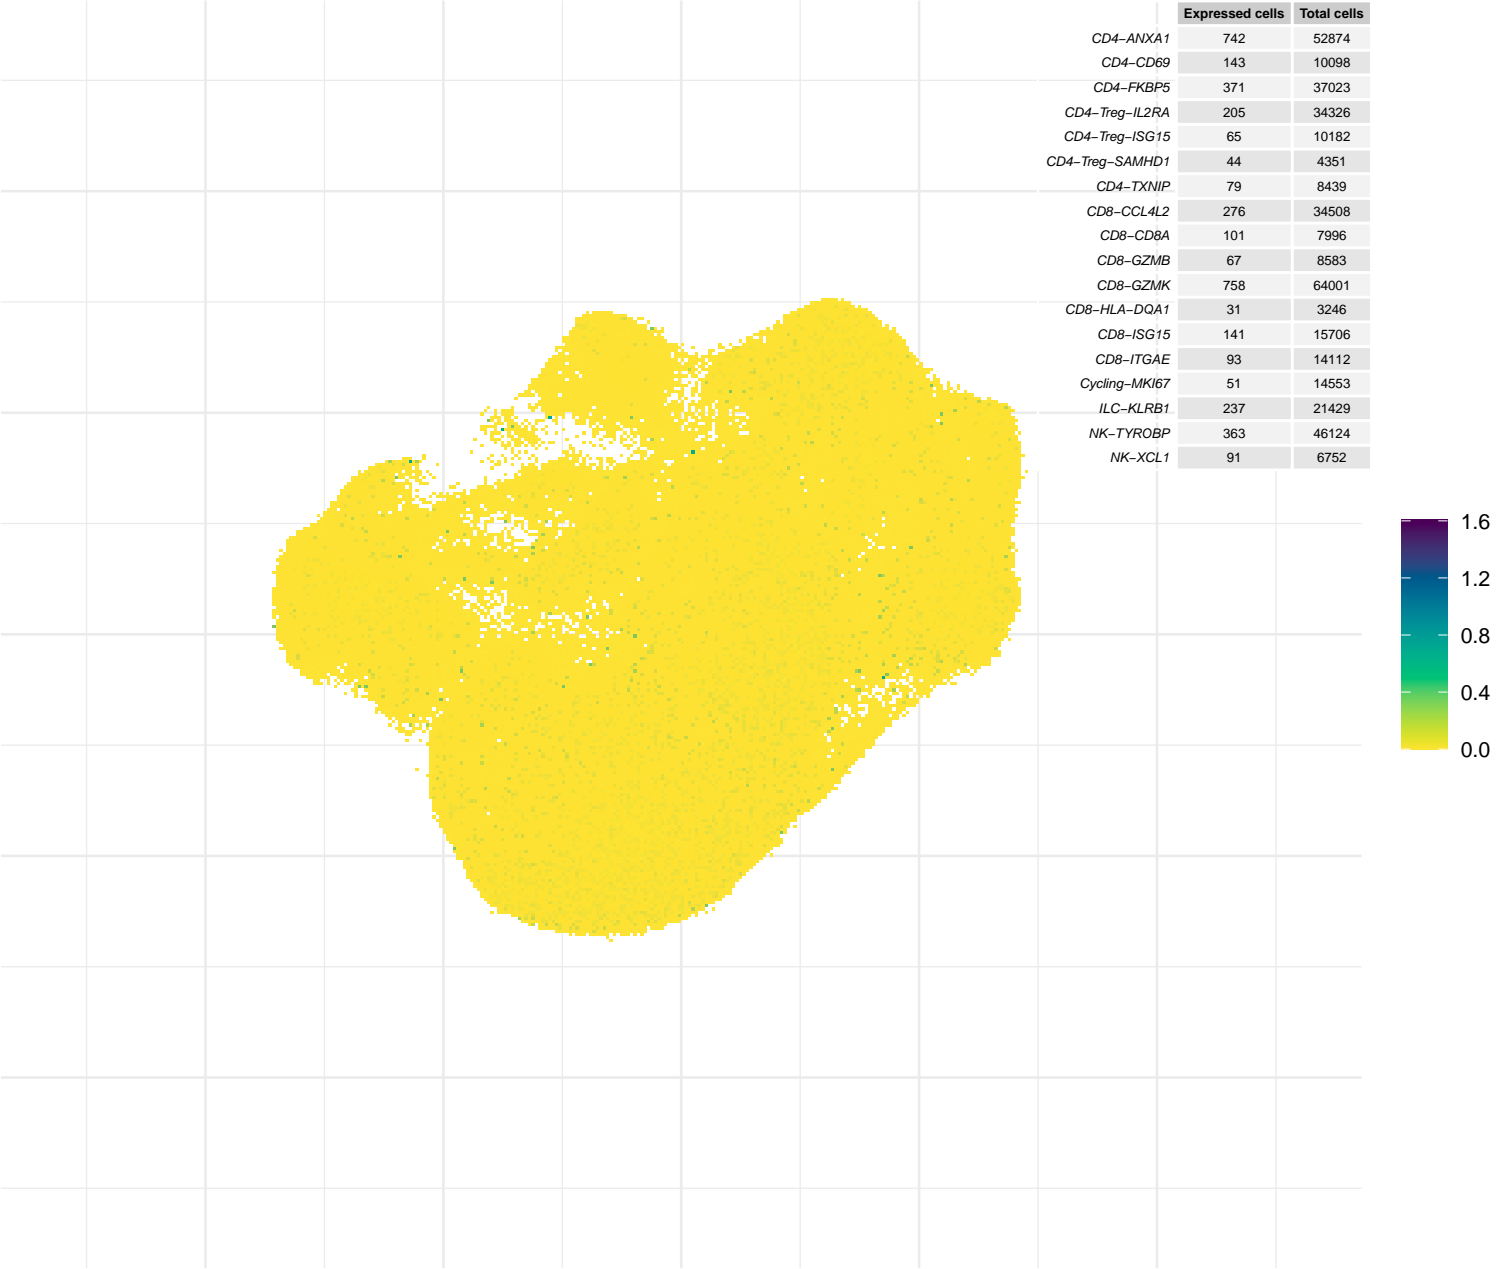 Expressed cells Total cells
CD4−ANXA1 742 52874
CD4−CD69 143 10098
CD4−FKBP5 371 37023
CD4−Treg−IL2RA 205 34326
CD4−Treg−ISG15 65 10182
CD4−Treg−SAMHD1 44 4351
CD4−TXNIP 79 8439
CD8−CCL4L2 276 34508
CD8−CD8A 101 7996
CD8−GZMB 67 8583
CD8−GZMK 758 64001
CD8−HLA−DQA1 31 3246
CD8−ISG15 141 15706
CD8−ITGAE 93 14112
Cycling−MKI67 51 14553
ILC−KLRB1 237 21429
NK−TYROBP 363 46124
NK−XCL1 91 6752
1.6
1.2
0.8
0.4
0.0